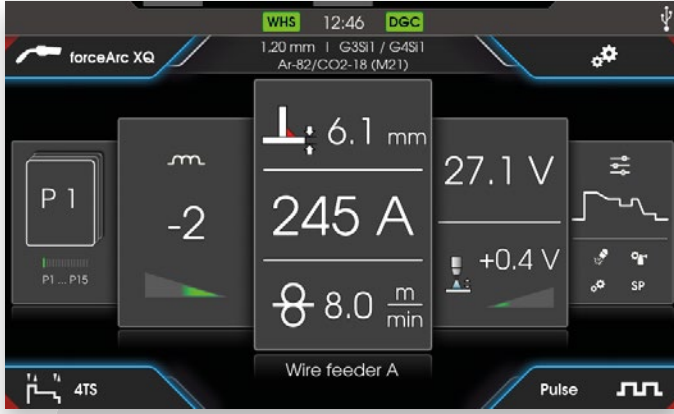 WHS 12:46 DGC
forceArc XQ
1,20 mm | G3Si1 / G4Si1
Ar-82/CO2-18 (M21)
P 1
P1 ... P15
-2
6.1 mm
245 A
8.0 m/min
27.1 V
+0.4 V
SP
Wire feeder A
4TS
Pulse